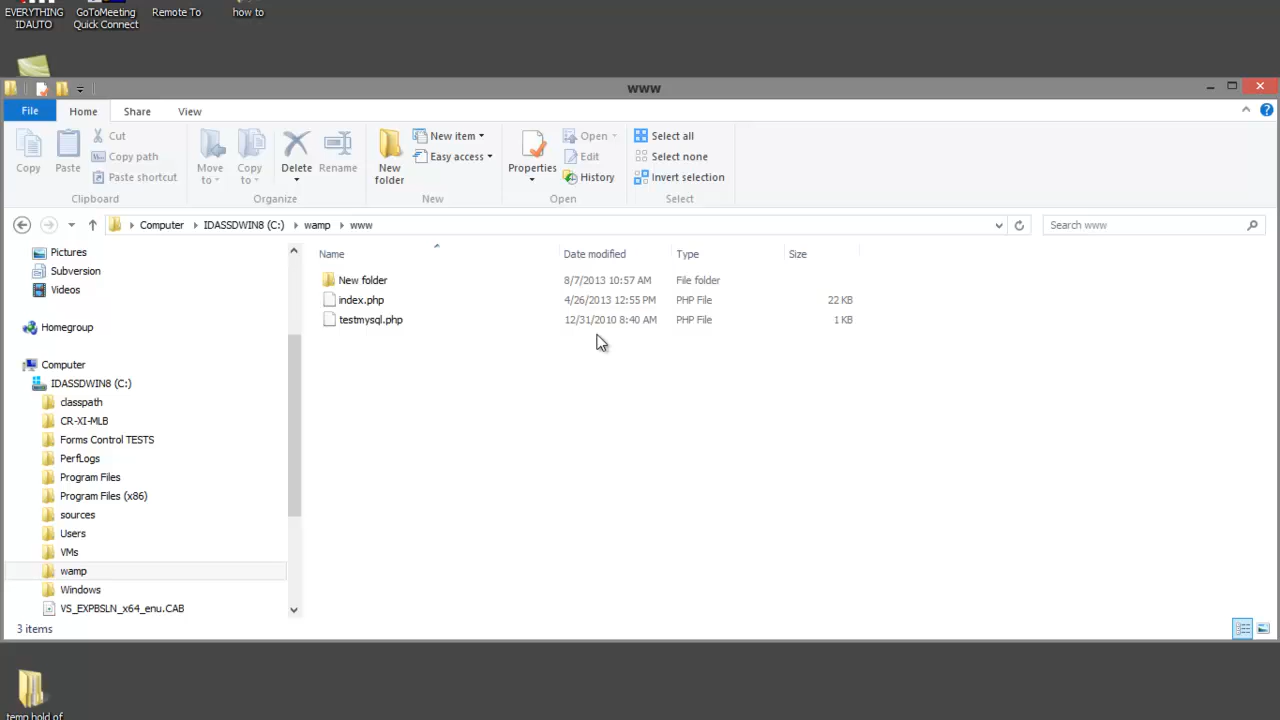 EVERYTHING IDAUTO
GoToMeeting Quick Connect
Remote To
how to
www
File Home Share View
Copy
Paste
Cut
Copy path
Paste shortcut
Clipboard
Move to
Copy to
Delete
Rename
Organize
New folder
New item
Easy access
New
Properties
Open
Edit
History
Open
Select all
Select none
Invert selection
Select
Computer IDASSDWIN8 (C:) wamp www
Search www
Pictures
Subversion
Videos
Homegroup
Computer
IDASSDWIN8 (C:)
classpath
CR-XI-MLB
Forms Control TESTS
PerfLogs
Program Files
Program Files (x86)
sources
Users
VMs
wamp
Windows
VS_EXPBSLN_x64_enu.CAB
Name Date modified Type Size
New folder 8/7/2013 10:57 AM File folder
index.php 4/26/2013 12:55 PM PHP File 22 KB
testmysql.php 12/31/2010 8:40 AM PHP File 1 KB
3 items
temp hold of